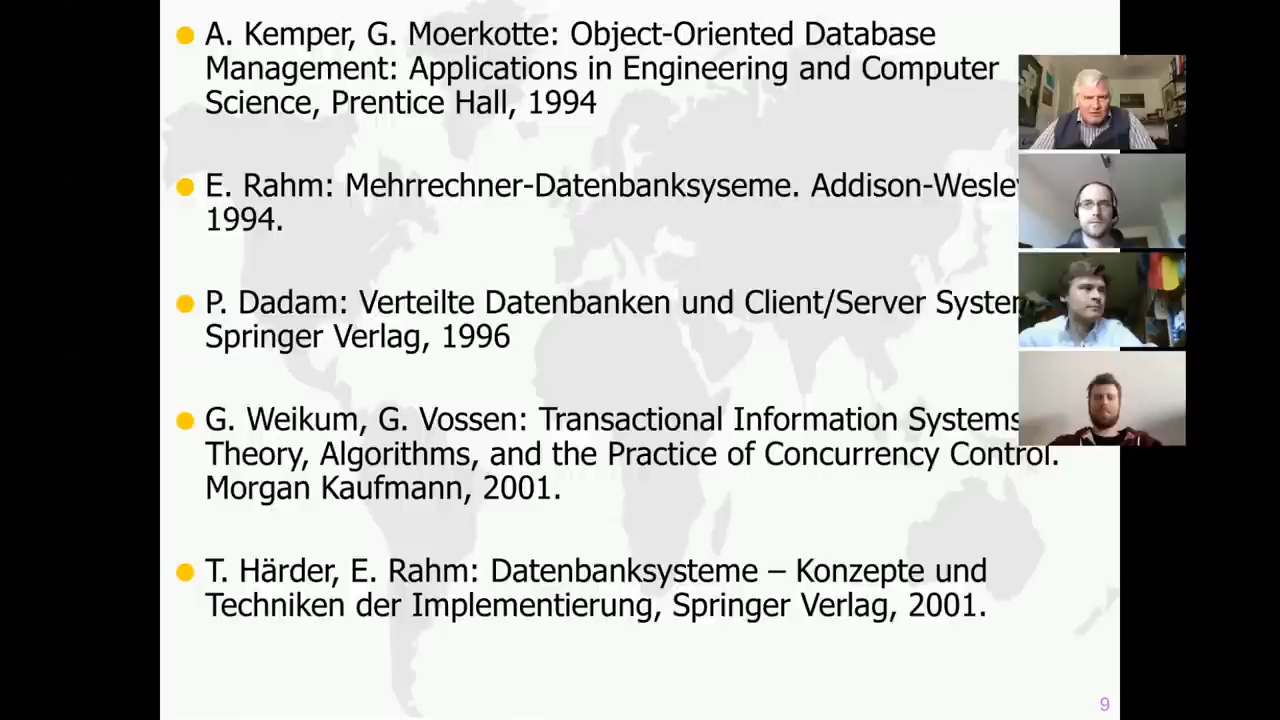 A. Kemper, G. Moerkotte: Object-Oriented Database
Management: Applications in Engineering and Computer
Science, Prentice Hall, 1994
E. Rahm: Mehrrechner-Datenbanksyseme. Addison-Wesley
1994.
P. Dadam: Verteilte Datenbanken und Client/Server System
Springer Verlag, 1996
G. Weikum, G. Vossen: Transactional Information Systems
Theory, Algorithms, and the Practice of Concurrency Control.
Morgan Kaufmann, 2001.
T. Härder, E. Rahm: Datenbanksysteme – Konzepte und
Techniken der Implementierung, Springer Verlag, 2001.
9